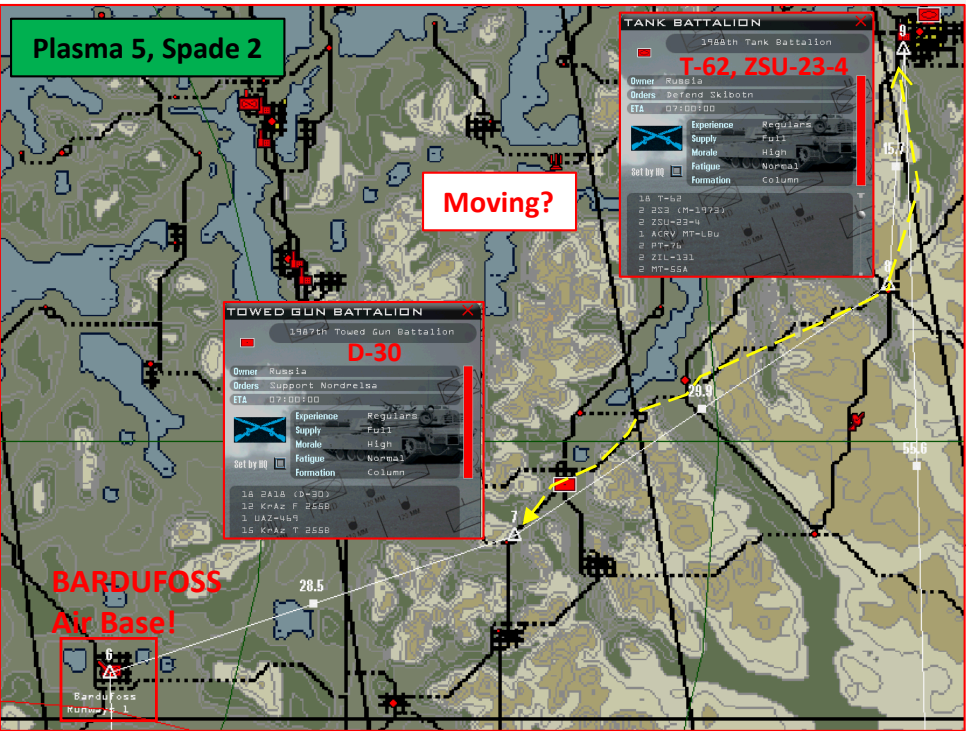 Plasma 5, Spade 2
TANK BATTALION
1988th Tank Battalion
T-62, ZSU-23-4
Owner Russia
Orders Defend Skibotn
ETA 07:00:00
Experience Regulars
Supply Full
Morale High
Fatigue Normal
Formation Column
Set by BQ
18 T-62
2 2S3 (M-1973)
2 ZSU-23-4
1 ACRV MT-LBu
2 PT-76
2 ZIL-131
2 MT-55A
9
15.7
Moving?
8
TOWED GUN BATTALION
1987th Towed Gun Battalion
D-30
Owner Russia
Orders Support Nordrelsa
ETA 07:00:00
Experience Regulars
Supply Full
Morale High
Fatigue Normal
Formation Column
Set by BQ
18 2A18 (D-30)
12 KrAz F 255B
1 UAZ-469
15 KrAz T 255B
29.9
55.6
7
28.5
BARDUFOSS
Air Base!
6
Bardufoss
Runways 1